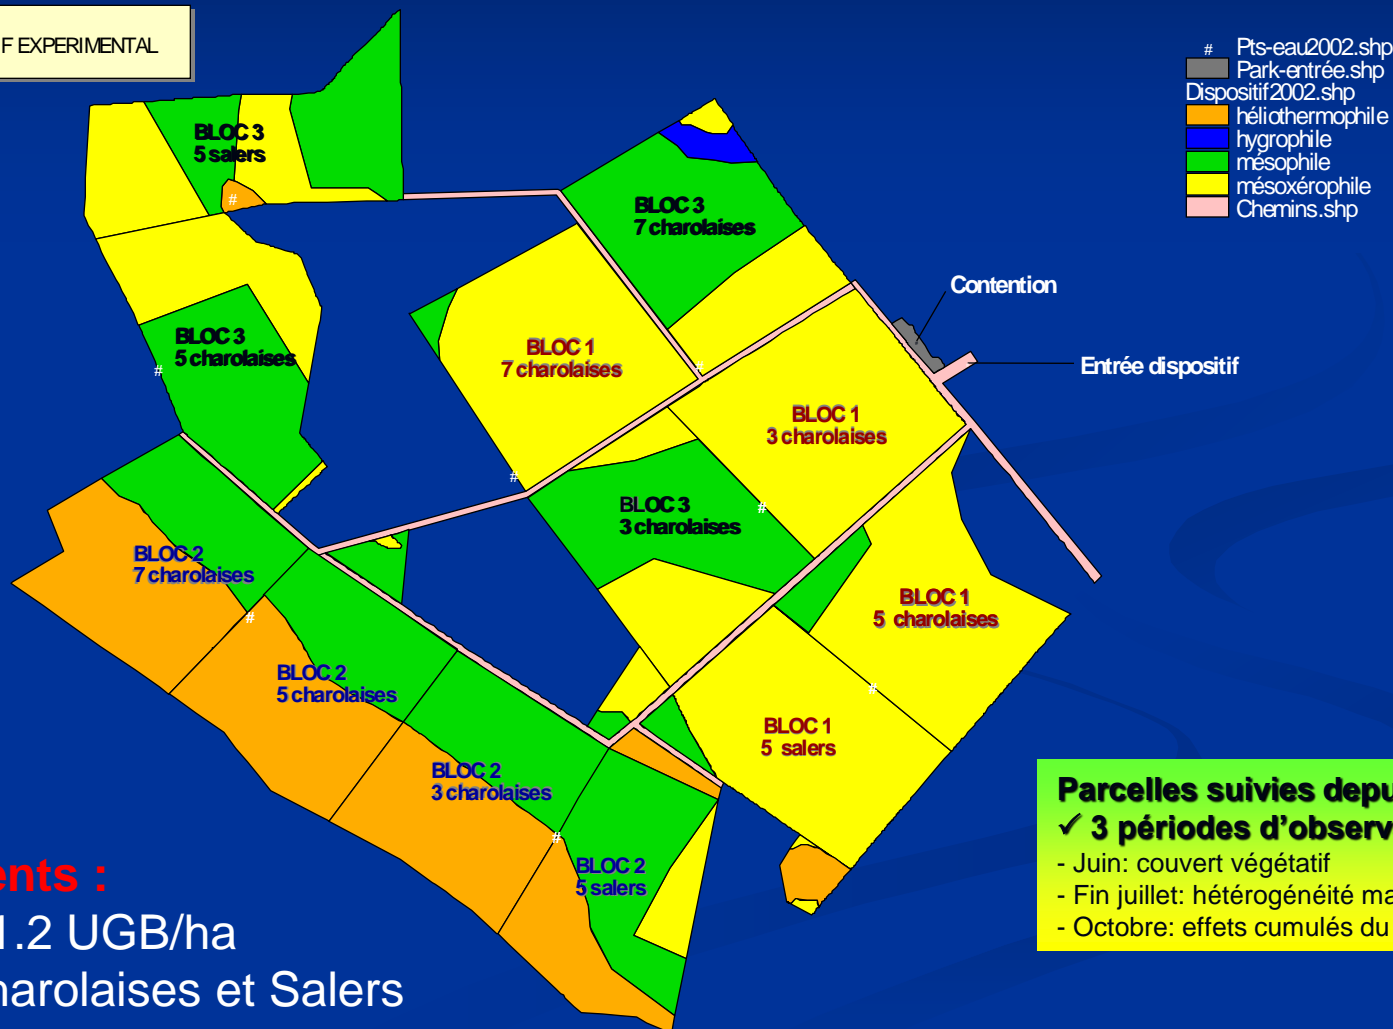 F EXPERIMENTAL
# Pts-eau2002.shp
Park-entrée.shp
Dispositif2002.shp
héliothermophile
hygrophile
mésophile
mésoxérophile
Chemins.shp
BLOC 3
5 salers
#
BLOC 3
7 charolaises
Contention
Entrée dispositif
BLOC 3
5 charolaises
#
BLOC 1
7 charolaises
#
BLOC 1
3 charolaises
#
BLOC 3
3 charolaises
#
BLOC 2
7 charolaises
#
BLOC 1
5 charolaises
BLOC 2
5 charolaises
#
BLOC 1
5 salers
BLOC 2
3 charolaises
#
BLOC 2
5 salers
Parcelles suivies depu
✓ 3 périodes d'observ
- Juin: couvert végétatif
- Fin juillet: hétérogénéité ma
- Octobre: effets cumulés du
ents :
1.2 UGB/ha
harolaises et Salers